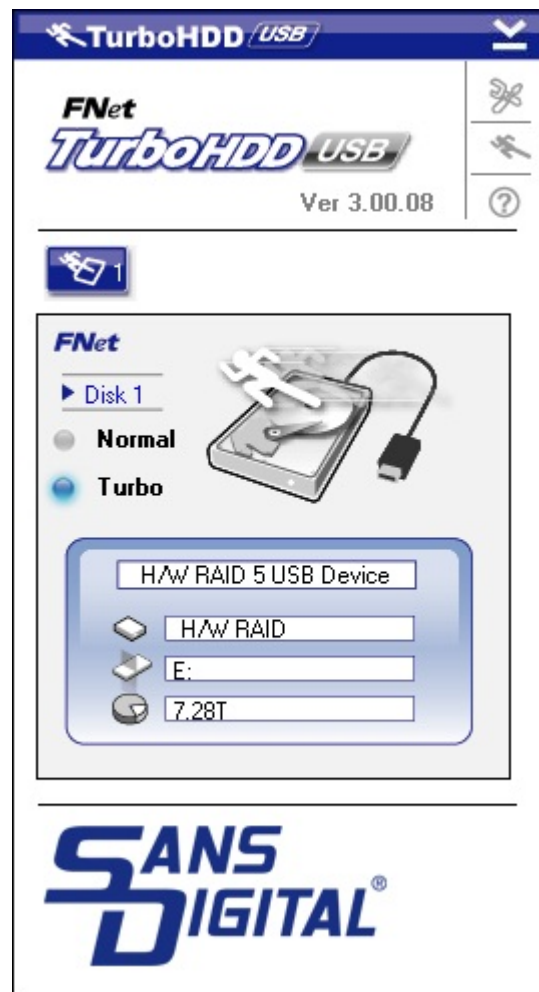 TurboHDD USB
FNet
TurboHDD USB
Ver 3.00.08
?
1
FNet
Disk 1
Normal
Turbo
H/W RAID 5 USB Device
H/W RAID
E:
7.28T
SANS
DIGITAL®